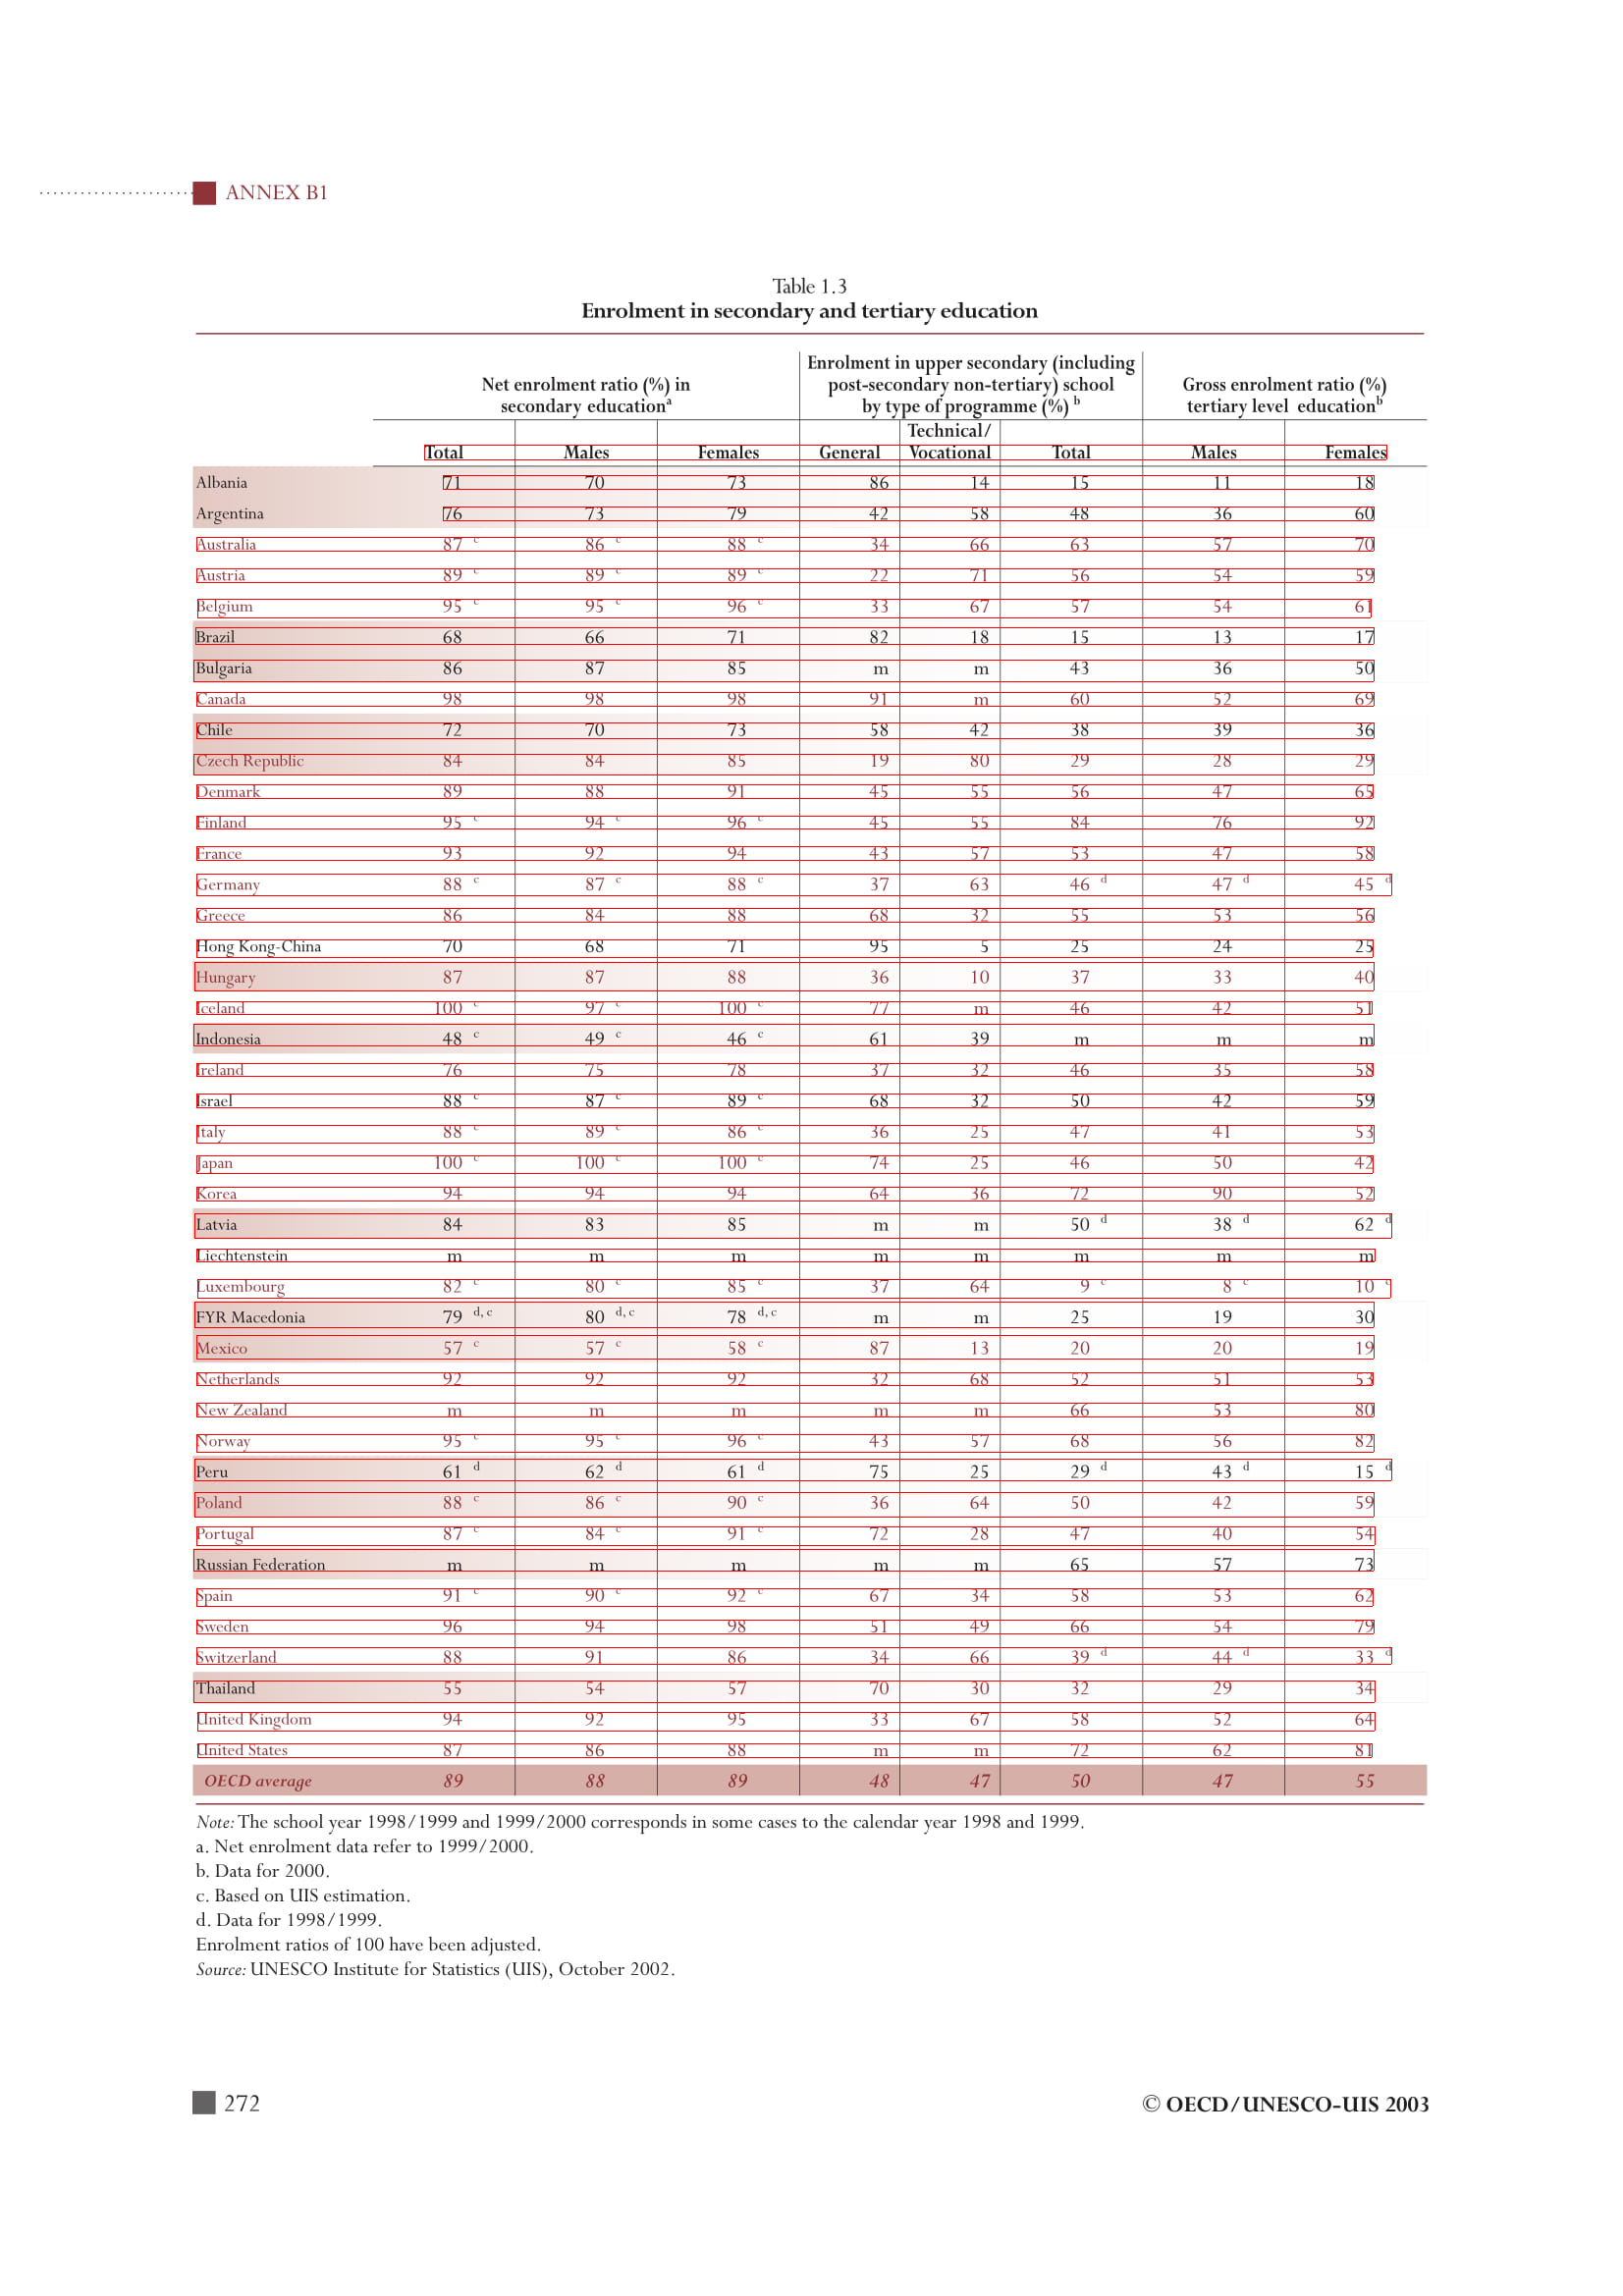 ANNEX B1
Table 1.3
Enrolment in secondary and tertiary education
Net enrolment ratio (%) in secondary educationᵃ
Enrolment in upper secondary (including post-secondary non-tertiary) school by type of programme (%) ᵇ
Gross enrolment ratio (%) tertiary level education ᵇ
Total Males Females General Technical/Vocational Total Males Females
Albania 71 70 73 86 14 15 11 18
Argentina 76 73 79 42 58 48 36 60
Australia 87 c 86 c 88 c 34 66 63 57 70
Austria 89 c 89 c 89 c 22 71 56 54 59
Belgium 95 c 95 c 96 c 33 67 57 54 61
Brazil 68 66 71 82 18 15 13 17
Bulgaria 86 87 85 m m 43 36 50
Canada 98 98 98 91 m 60 52 69
Chile 72 70 73 58 42 38 39 36
Czech Republic 84 84 85 19 80 29 28 29
Denmark 89 88 91 45 55 56 47 65
Finland 95 c 94 c 96 c 45 55 84 76 92
France 93 92 94 43 57 53 47 58
Germany 88 c 87 c 88 c 37 63 46 d 47 d 45 d
Greece 86 84 88 68 32 55 53 56
Hong Kong-China 70 68 71 95 5 25 24 25
Hungary 87 87 88 36 10 37 33 40
Iceland 100 c 97 c 100 c 77 m 46 42 51
Indonesia 48 c 49 c 46 c 61 39 m m m
Ireland 76 75 78 37 32 46 35 58
Israel 88 c 87 c 89 c 68 32 50 42 59
Italy 88 c 89 c 86 c 36 25 47 41 53
Japan 100 c 100 c 100 c 74 25 46 50 42
Korea 94 94 94 64 36 72 90 52
Latvia 84 83 85 m m 50 d 38 d 62 d
Liechtenstein m m m m m m m m
Luxembourg 82 c 80 c 85 c 37 64 9 c 8 c 10 c
FYR Macedonia 79 d, c 80 d, c 78 d, c m m 25 19 30
Mexico 57 c 57 c 58 c 87 13 20 20 19
Netherlands 92 92 92 32 68 52 51 53
New Zealand m m m m m 66 53 80
Norway 95 c 95 c 96 c 43 57 68 56 82
Peru 61 d 62 d 61 d 75 25 29 d 43 d 15 d
Poland 88 c 86 c 90 c 36 64 50 42 59
Portugal 87 c 84 c 91 c 72 28 47 40 54
Russian Federation m m m m m 65 57 73
Spain 91 c 90 c 92 c 67 34 58 53 62
Sweden 96 94 98 51 49 66 54 79
Switzerland 88 91 86 34 66 39 d 44 d 33 d
Thailand 55 54 57 70 30 32 29 34
United Kingdom 94 92 95 33 67 58 52 64
United States 87 86 88 m m 72 62 81
OECD average 89 88 89 48 47 50 47 55
Note: The school year 1998/1999 and 1999/2000 corresponds in some cases to the calendar year 1998 and 1999.
a. Net enrolment data refer to 1999/2000.
b. Data for 2000.
c. Based on UIS estimation.
d. Data for 1998/1999.
Enrolment ratios of 100 have been adjusted.
Source: UNESCO Institute for Statistics (UIS), October 2002.
272
© OECD/UNESCO-UIS 2003